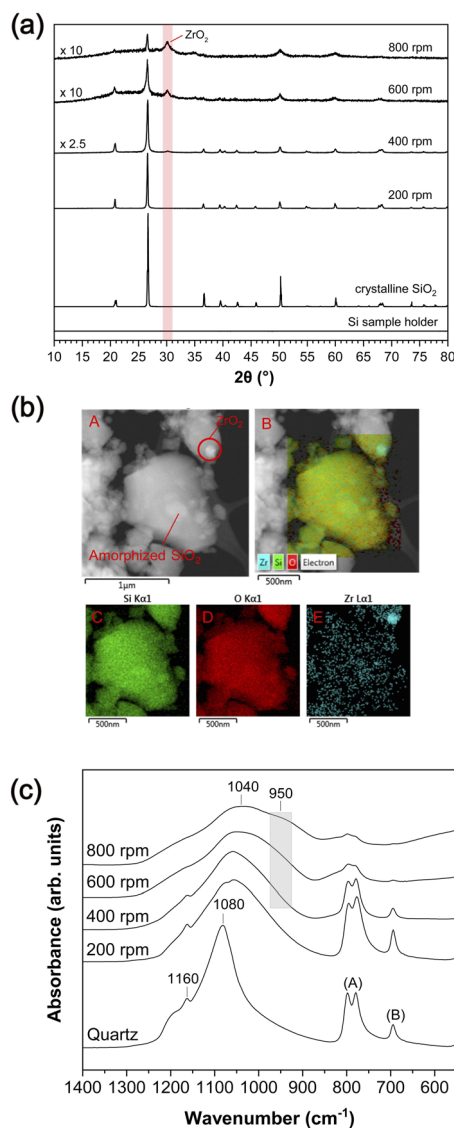 (a)
ZrO2
x 10
800 rpm
x 10
600 rpm
x 2.5
400 rpm
200 rpm
crystalline SiO2
Si sample holder
10 15 20 25 30 35 40 45 50 55 60 65 70 75 80
2θ (°)
(b)
A
ZrO2
B
Amorphized SiO2
1µm
Zr Si O Electron
500nm
Si Kα1
O Kα1
Zr Lα1
C
D
E
500nm
500nm
500nm
(c)
1040
950
800 rpm
600 rpm
400 rpm
1080
200 rpm
1160
(A)
(B)
Quartz
Absorbance (arb. units)
1400 1300 1200 1100 1000 900 800 700 600
Wavenumber (cm-1)